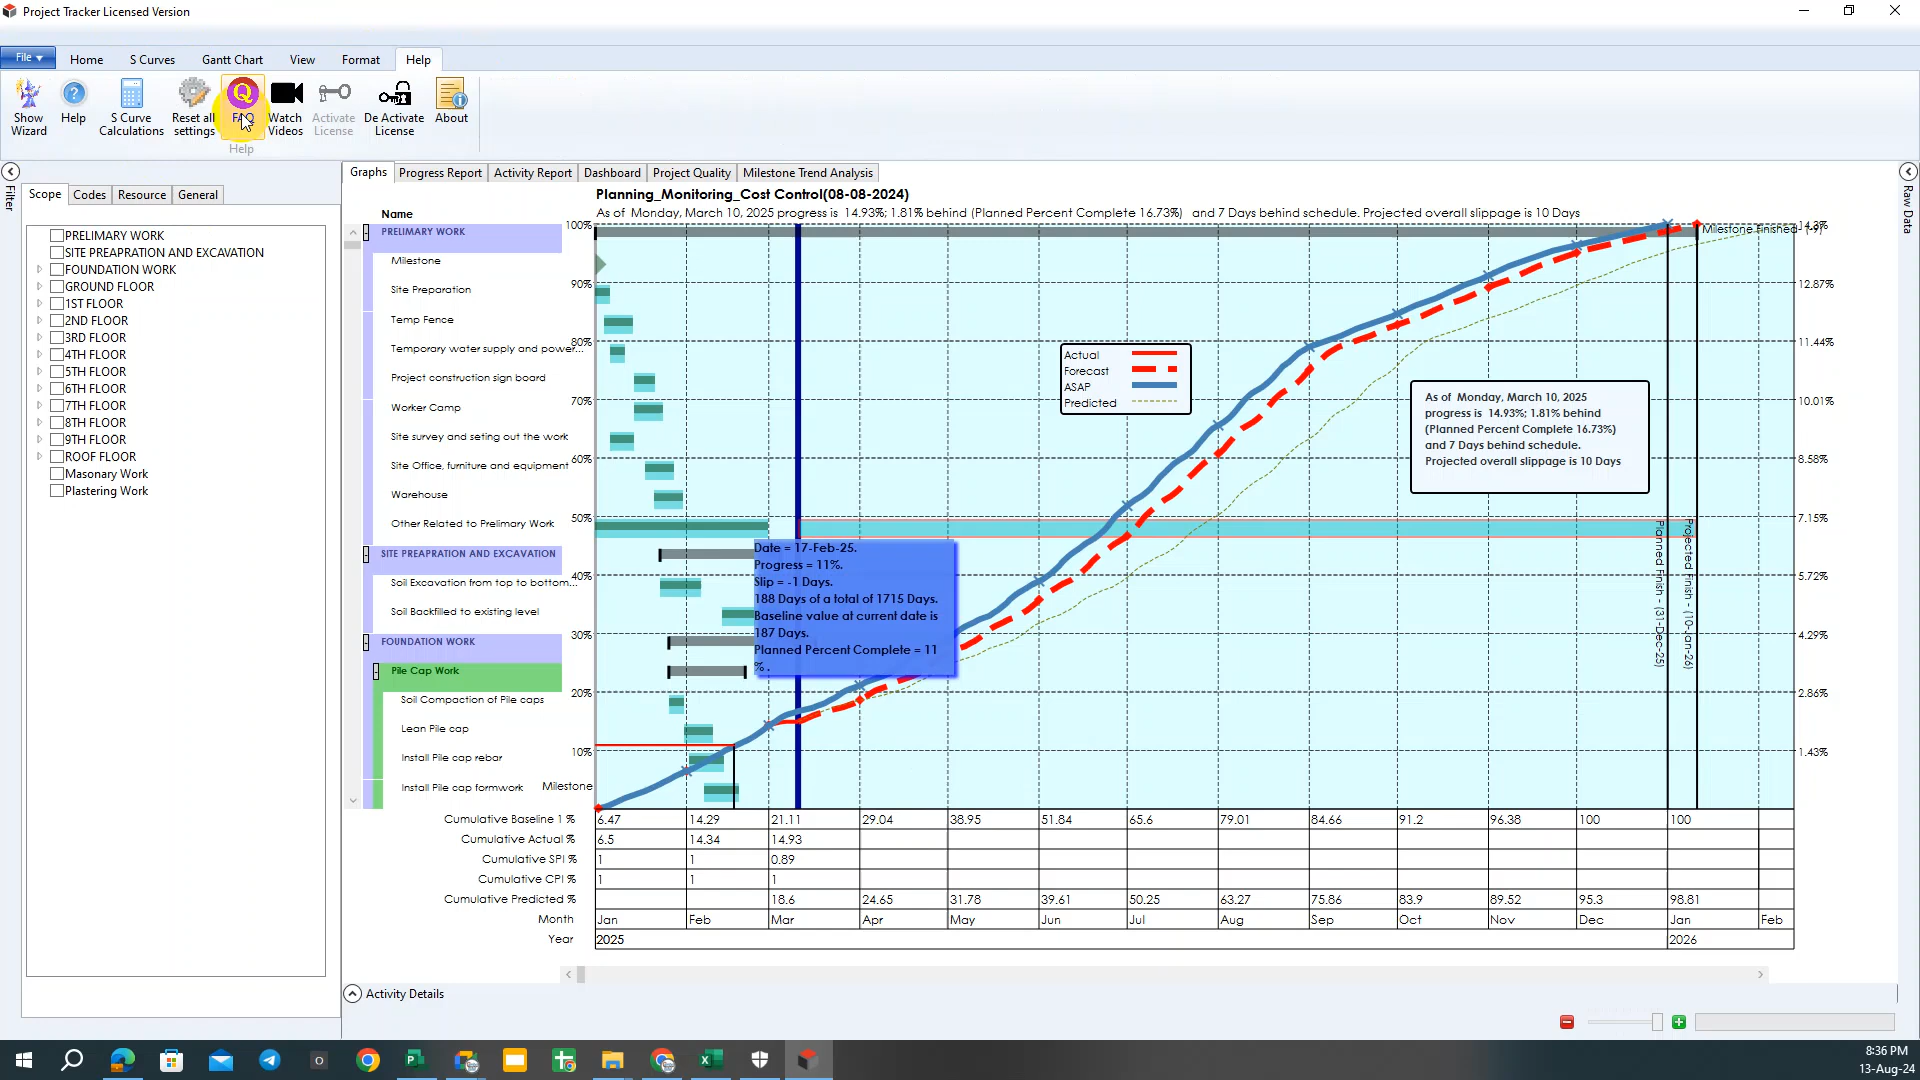 Project Tracker Licensed Version
File
Home
S Curves
Gantt Chart
View
Format
Help
Show Wizard
Help
S Curve Calculations
Reset all settings
FAQ
Watch Videos
Activate License
De Activate License
About
Help
Filter
Scope
Codes
Resource
General
PRELIMARY WORK
SITE PREAPRATION AND EXCAVATION
FOUNDATION WORK
GROUND FLOOR
1ST FLOOR
2ND FLOOR
3RD FLOOR
4TH FLOOR
5TH FLOOR
6TH FLOOR
7TH FLOOR
8TH FLOOR
9TH FLOOR
ROOF FLOOR
Masonary Work
Plastering Work
Graphs
Progress Report
Activity Report
Dashboard
Project Quality
Milestone Trend Analysis
Raw Data
Planning_Monitoring_Cost Control(08-08-2024)
As of Monday, March 10, 2025 progress is 14.93%; 1.81% behind (Planned Percent Complete 16.73%) and 7 Days behind schedule. Projected overall slippage is 10 Days
Name
PRELIMARY WORK
Milestone
Site Preparation
Temp Fence
Temporary water supply and power...
Project construction sign board
Worker Camp
Site survey and seting out the work
Site Office, furniture and equipment
Warehouse
Other Related to Prelimary Work
SITE PREAPRATION AND EXCAVATION
Soil Excavation from top to bottom...
Soil Backfilled to existing level
FOUNDATION WORK
Pile Cap Work
Soil Compaction of Pile caps
Lean Pile cap
Install Pile cap rebar
Install Pile cap formwork
Milestone
100%
90%
80%
70%
60%
50%
40%
30%
20%
10%
Milestone Finished
14.3%
12.87%
11.44%
10.01%
8.58%
7.15%
5.72%
4.29%
2.86%
1.43%
Actual
Forecast
ASAP
Predicted
As of Monday, March 10, 2025
progress is 14.93%; 1.81% behind
(Planned Percent Complete 16.73%)
and 7 Days behind schedule.
Projected overall slippage is 10 Days
Planned Finish - (31-Dec-25)
Projected Finish - (10-Jan-26)
Date = 17-Feb-25.
Progress = 11%.
Slip = -1 Days.
188 Days of a total of 1715 Days.
Baseline value at current date is
187 Days.
Planned Percent Complete = 11
%.
Cumulative Baseline 1 % 6.47 14.29 21.11 29.04 38.95 51.84 65.6 79.01 84.66 91.2 96.38 100 100
Cumulative Actual % 6.5 14.34 14.93
Cumulative SPI % 1 1 0.89
Cumulative CPI % 1 1 1
Cumulative Predicted % 18.6 24.65 31.78 39.61 50.25 63.27 75.86 83.9 89.52 95.3 98.81
Month Jan Feb Mar Apr May Jun Jul Aug Sep Oct Nov Dec Jan Feb
Year 2025 2026
Activity Details
8:36 PM
13-Aug-24